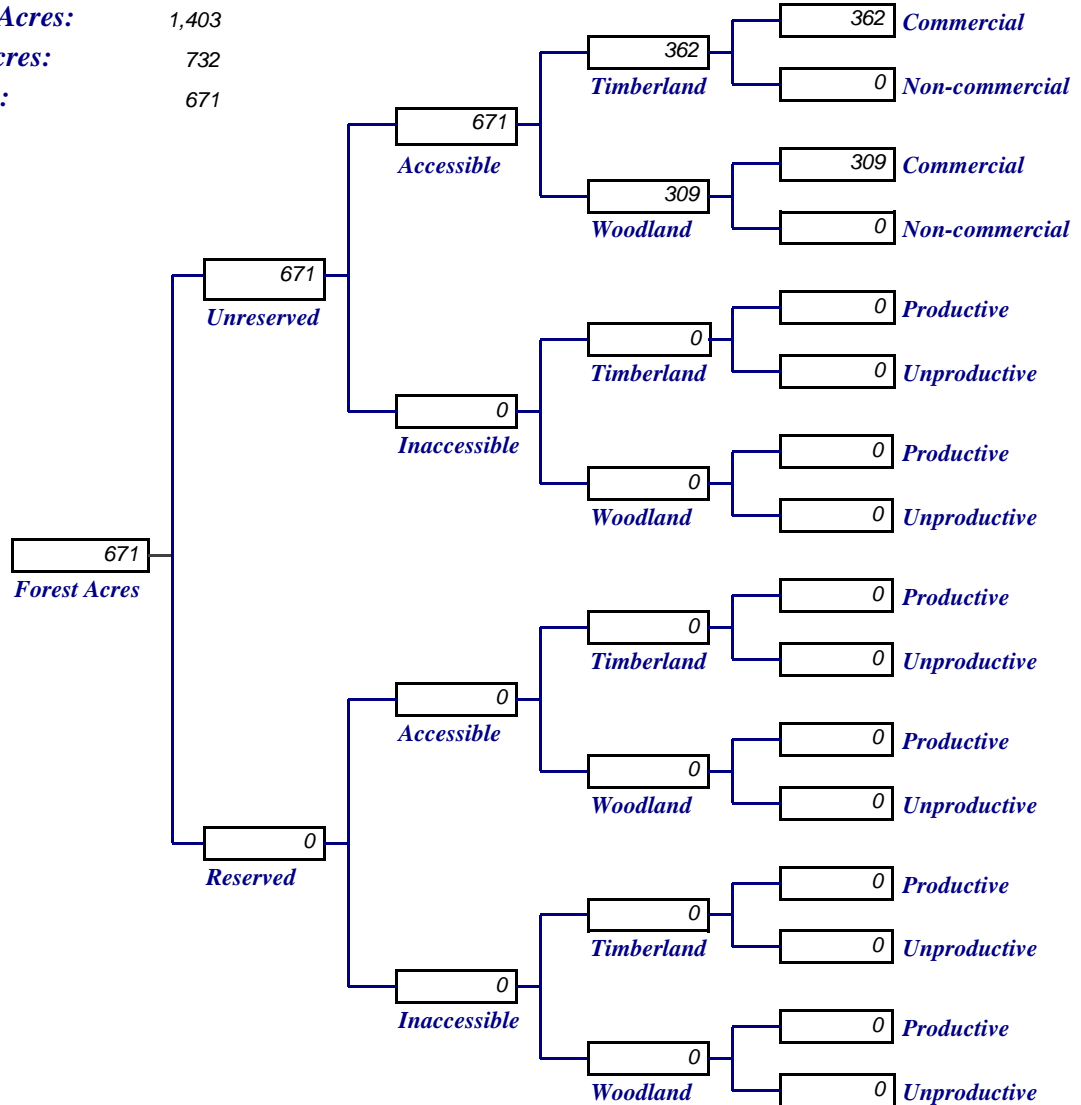 Acres: 1,403
cres: 732
: 671
362 Commercial
362
Timberland
0 Non-commercial
671
Accessible
309 Commercial
309
Woodland
0 Non-commercial
671
Unreserved
0 Productive
0
Timberland
0 Unproductive
0
Inaccessible
0 Productive
0
Woodland
0 Unproductive
671
Forest Acres
0 Productive
0
Timberland
0 Unproductive
0
Accessible
0 Productive
0
Woodland
0 Unproductive
0
Reserved
0 Productive
0
Timberland
0 Unproductive
0
Inaccessible
0 Productive
0
Woodland
0 Unproductive